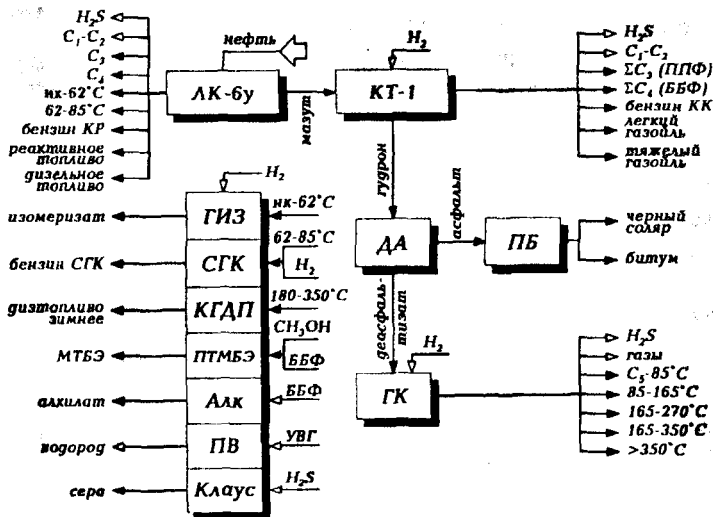 H₂S
C₁-C₂
C₃
C₄
нк-62°С
62-85°С
бензин КР
реактивное
топливо
дизельное
топливо
нефть
ЛК-6у
мазут
H₂
КТ-1
H₂S
C₁-C₂
ΣC₃ (ППФ)
ΣC₄ (ББФ)
бензин КК
легкий
газойль
тяжелый
газойль
гудрон
ДА
асфальт
ПБ
черный
соляр
битум
деасфаль-
тизат
H₂
ГК
H₂S
газы
C₅-85°С
85-165°С
165-270°С
165-350°С
>350°С
H₂
изомеризат
ГИЗ
нк-62°С
бензин СГК
СГК
62-85°С
H₂
дизтопливо
зимнее
КГДП
180-350°С
МТБЭ
ПТМБЭ
CH₃OH
ББФ
алкилат
Алк
ББФ
водород
ПВ
УВГ
сера
Клаус
H₂S